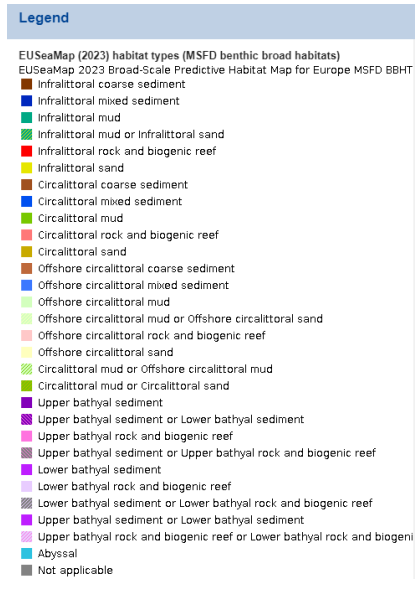 Legend
EUSeaMap (2023) habitat types (MSFD benthic broad habitats)
EUSeaMap 2023 Broad-Scale Predictive Habitat Map for Europe MSFD BBHT
Infralittoral coarse sediment
Infralittoral mixed sediment
Infralittoral mud
Infralittoral mud or Infralittoral sand
Infralittoral rock and biogenic reef
Infralittoral sand
Circalittoral coarse sediment
Circalittoral mixed sediment
Circalittoral mud
Circalittoral rock and biogenic reef
Circalittoral sand
Offshore circalittoral coarse sediment
Offshore circalittoral mixed sediment
Offshore circalittoral mud
Offshore circalittoral mud or Offshore circalittoral sand
Offshore circalittoral rock and biogenic reef
Offshore circalittoral sand
Circalittoral mud or Offshore circalittoral mud
Circalittoral mud or Circalittoral sand
Upper bathyal sediment
Upper bathyal sediment or Lower bathyal sediment
Upper bathyal rock and biogenic reef
Upper bathyal sediment or Upper bathyal rock and biogenic reef
Lower bathyal sediment
Lower bathyal rock and biogenic reef
Lower bathyal sediment or Lower bathyal rock and biogenic reef
Upper bathyal sediment or Lower bathyal sediment
Upper bathyal rock and biogenic reef or Lower bathyal rock and biogeni
Abyssal
Not applicable